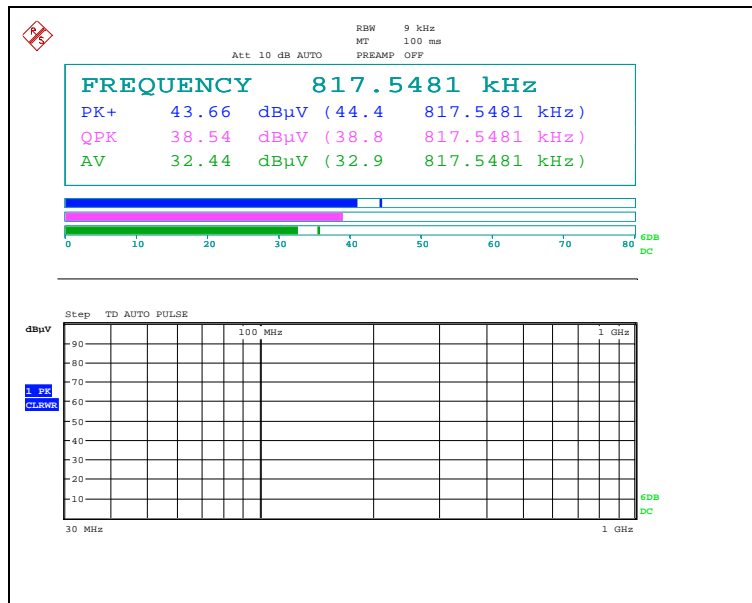 R S
RBW 9 kHz
MT 100 ms
Att 10 dB AUTO PREAMP OFF
FREQUENCY 817.5481 kHz
PK+ 43.66 dBµV (44.4 817.5481 kHz)
QPK 38.54 dBµV (38.8 817.5481 kHz)
AV 32.44 dBµV (32.9 817.5481 kHz)
0 10 20 30 40 50 60 70 80
6DB
DC
Step TD AUTO PULSE
dBµV
100 MHz 1 GHz
90
80
70
1 PK
CLRWR
60
50
40
30
20
10
6DB
DC
30 MHz 1 GHz